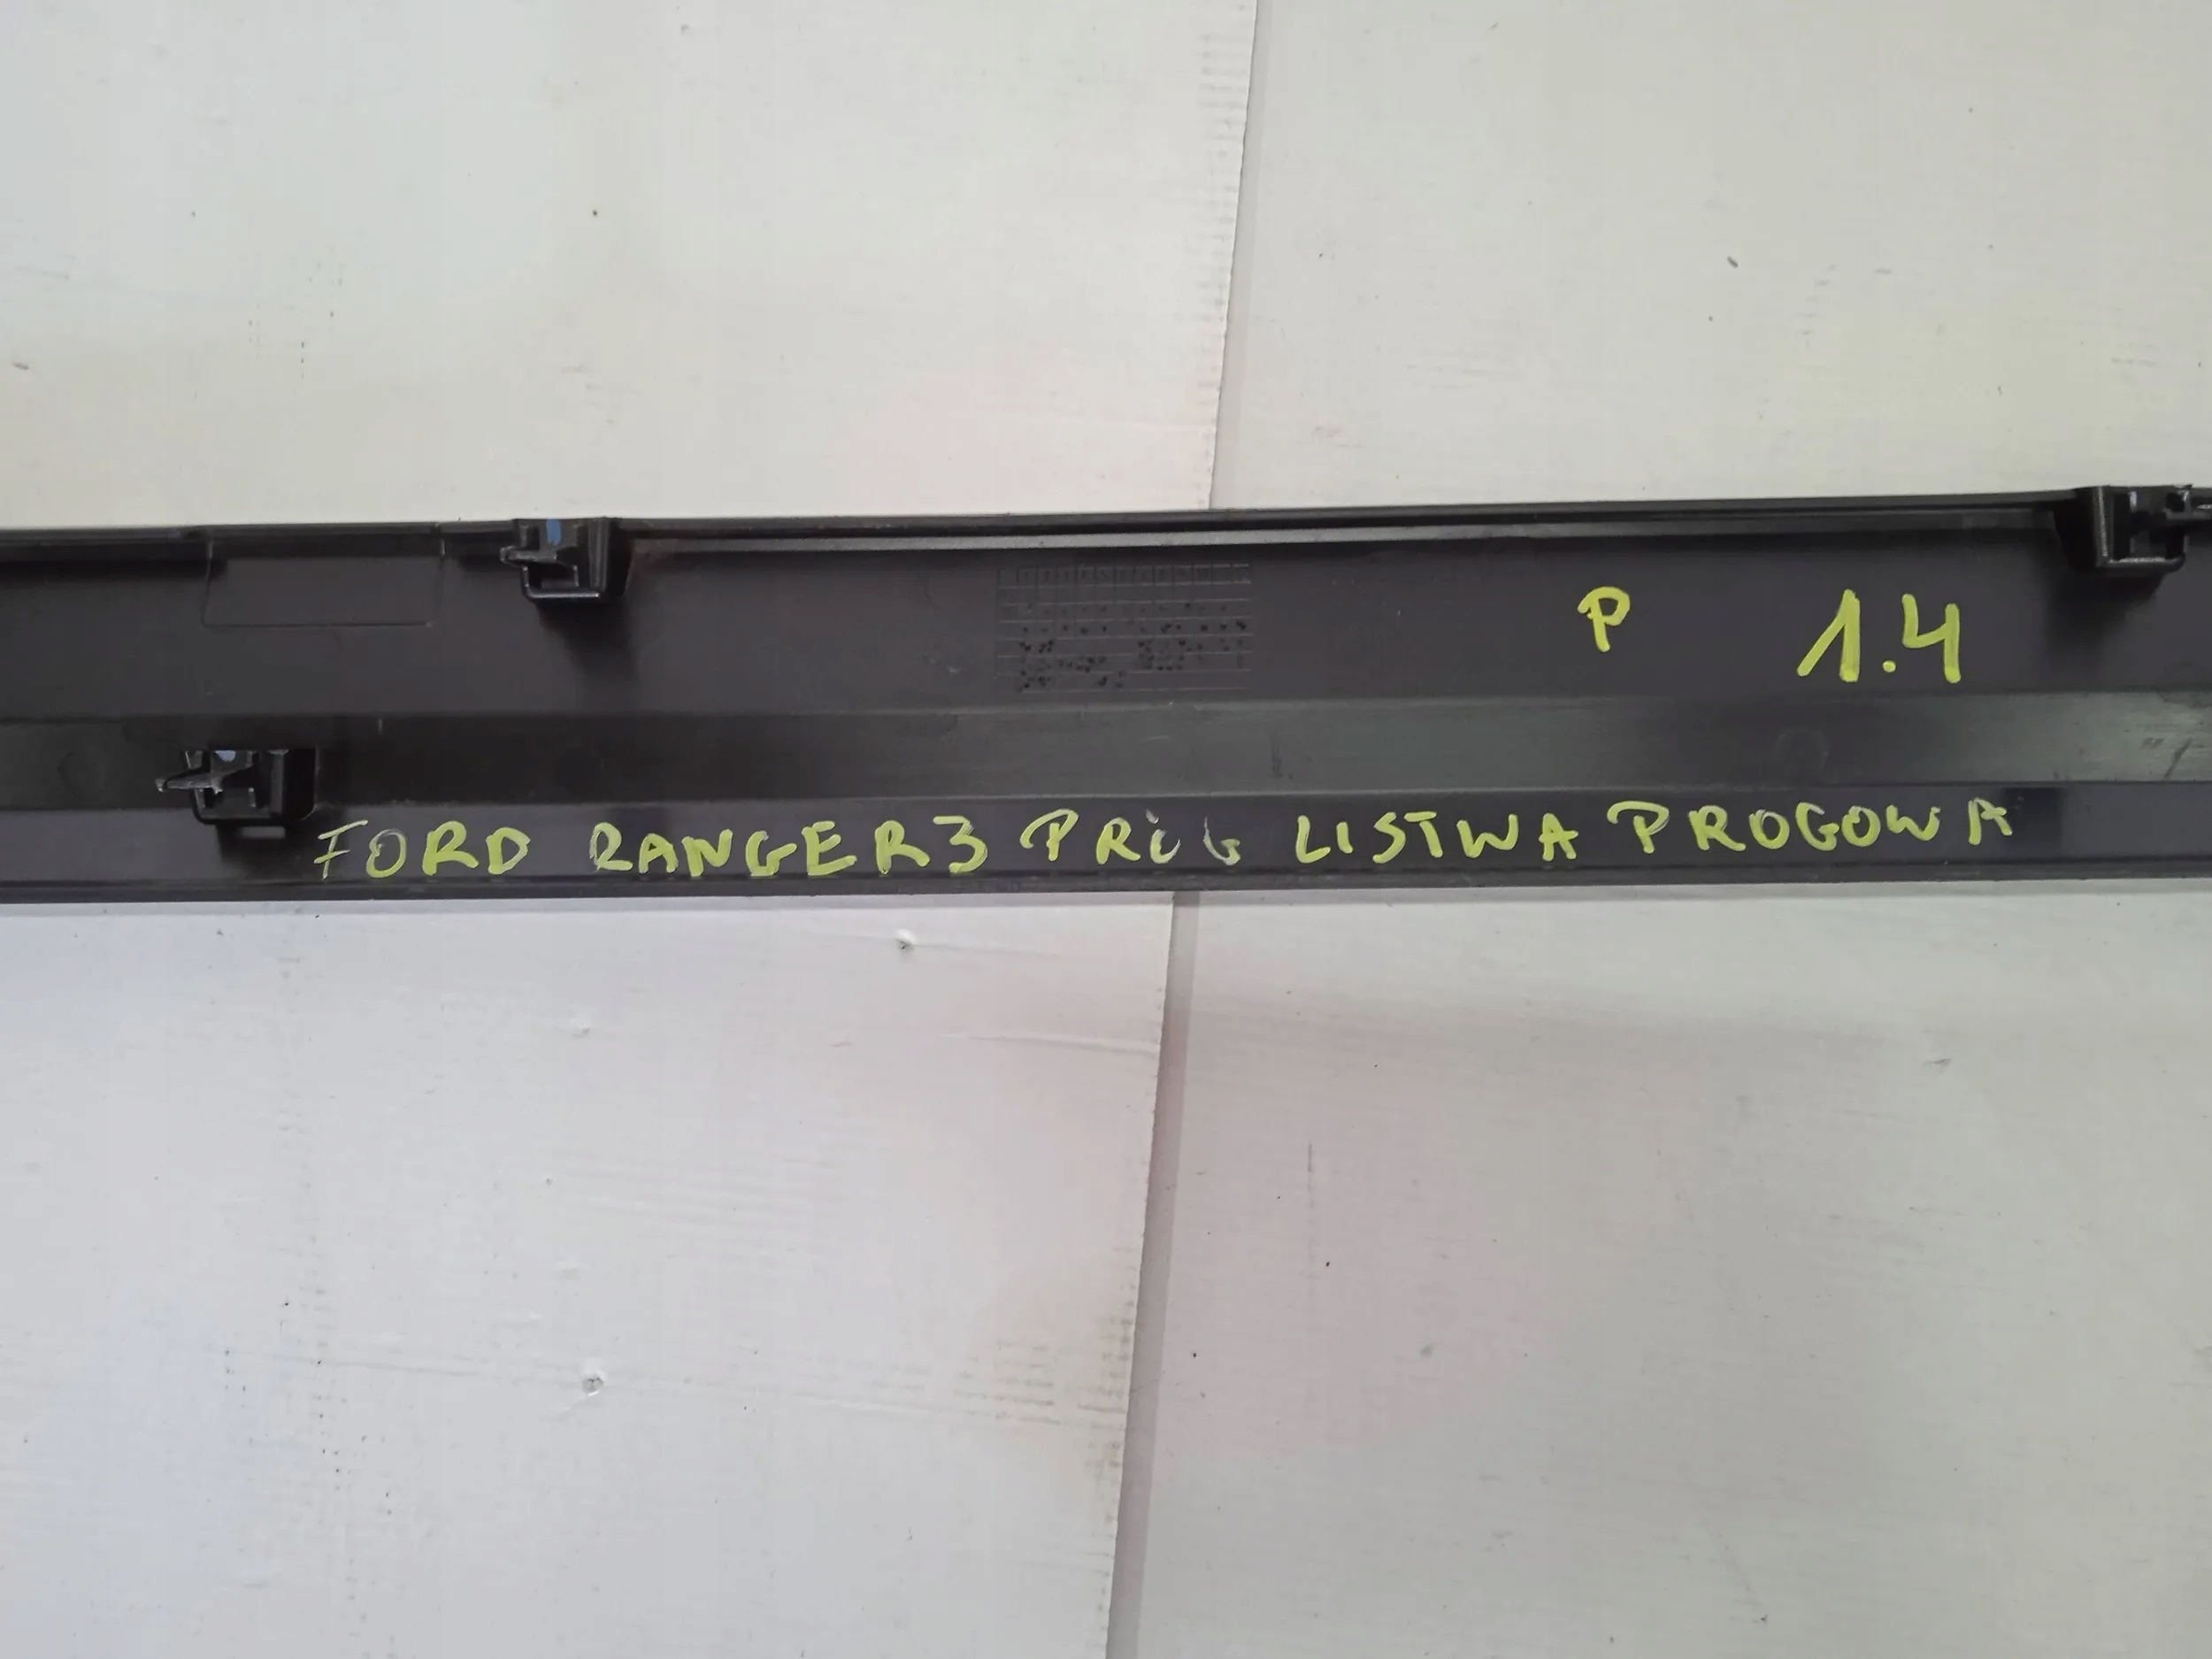 P 1.4
FORD RANGER3 PRÓG LISTWA PROGOWA